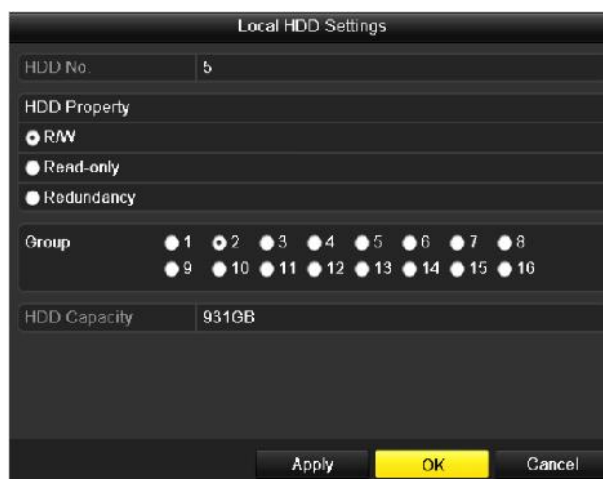 Local HDD Settings
HDD No. 5
HDD Property
R/W
Read-only
Redundancy
Group 1 2 3 4 5 6 7 8
9 10 11 12 13 14 15 16
HDD Capacity 931GB
Apply OK Cancel